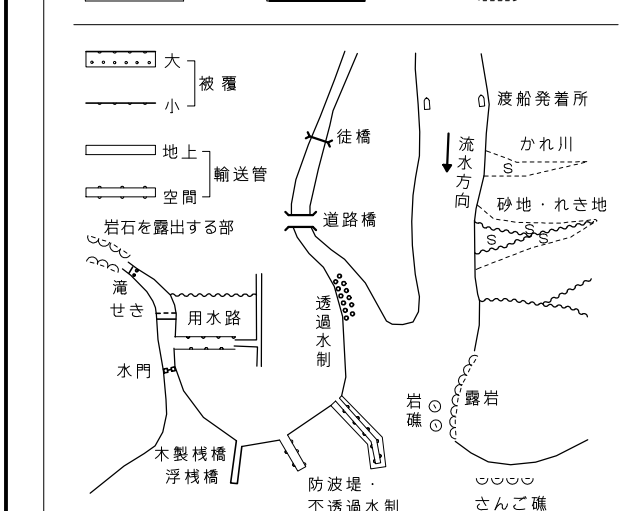 大
小
被覆
地上
空間
輸送管
岩石を露出する部
滝
せき
用水路
水門
木製桟橋
浮桟橋
徒橋
道路橋
透過水制
防波堤・
不透過水制
流水方向
渡船発着所
かれ川
S
砂地・れき地
S
S
S
岩礁
露岩
さんご礁